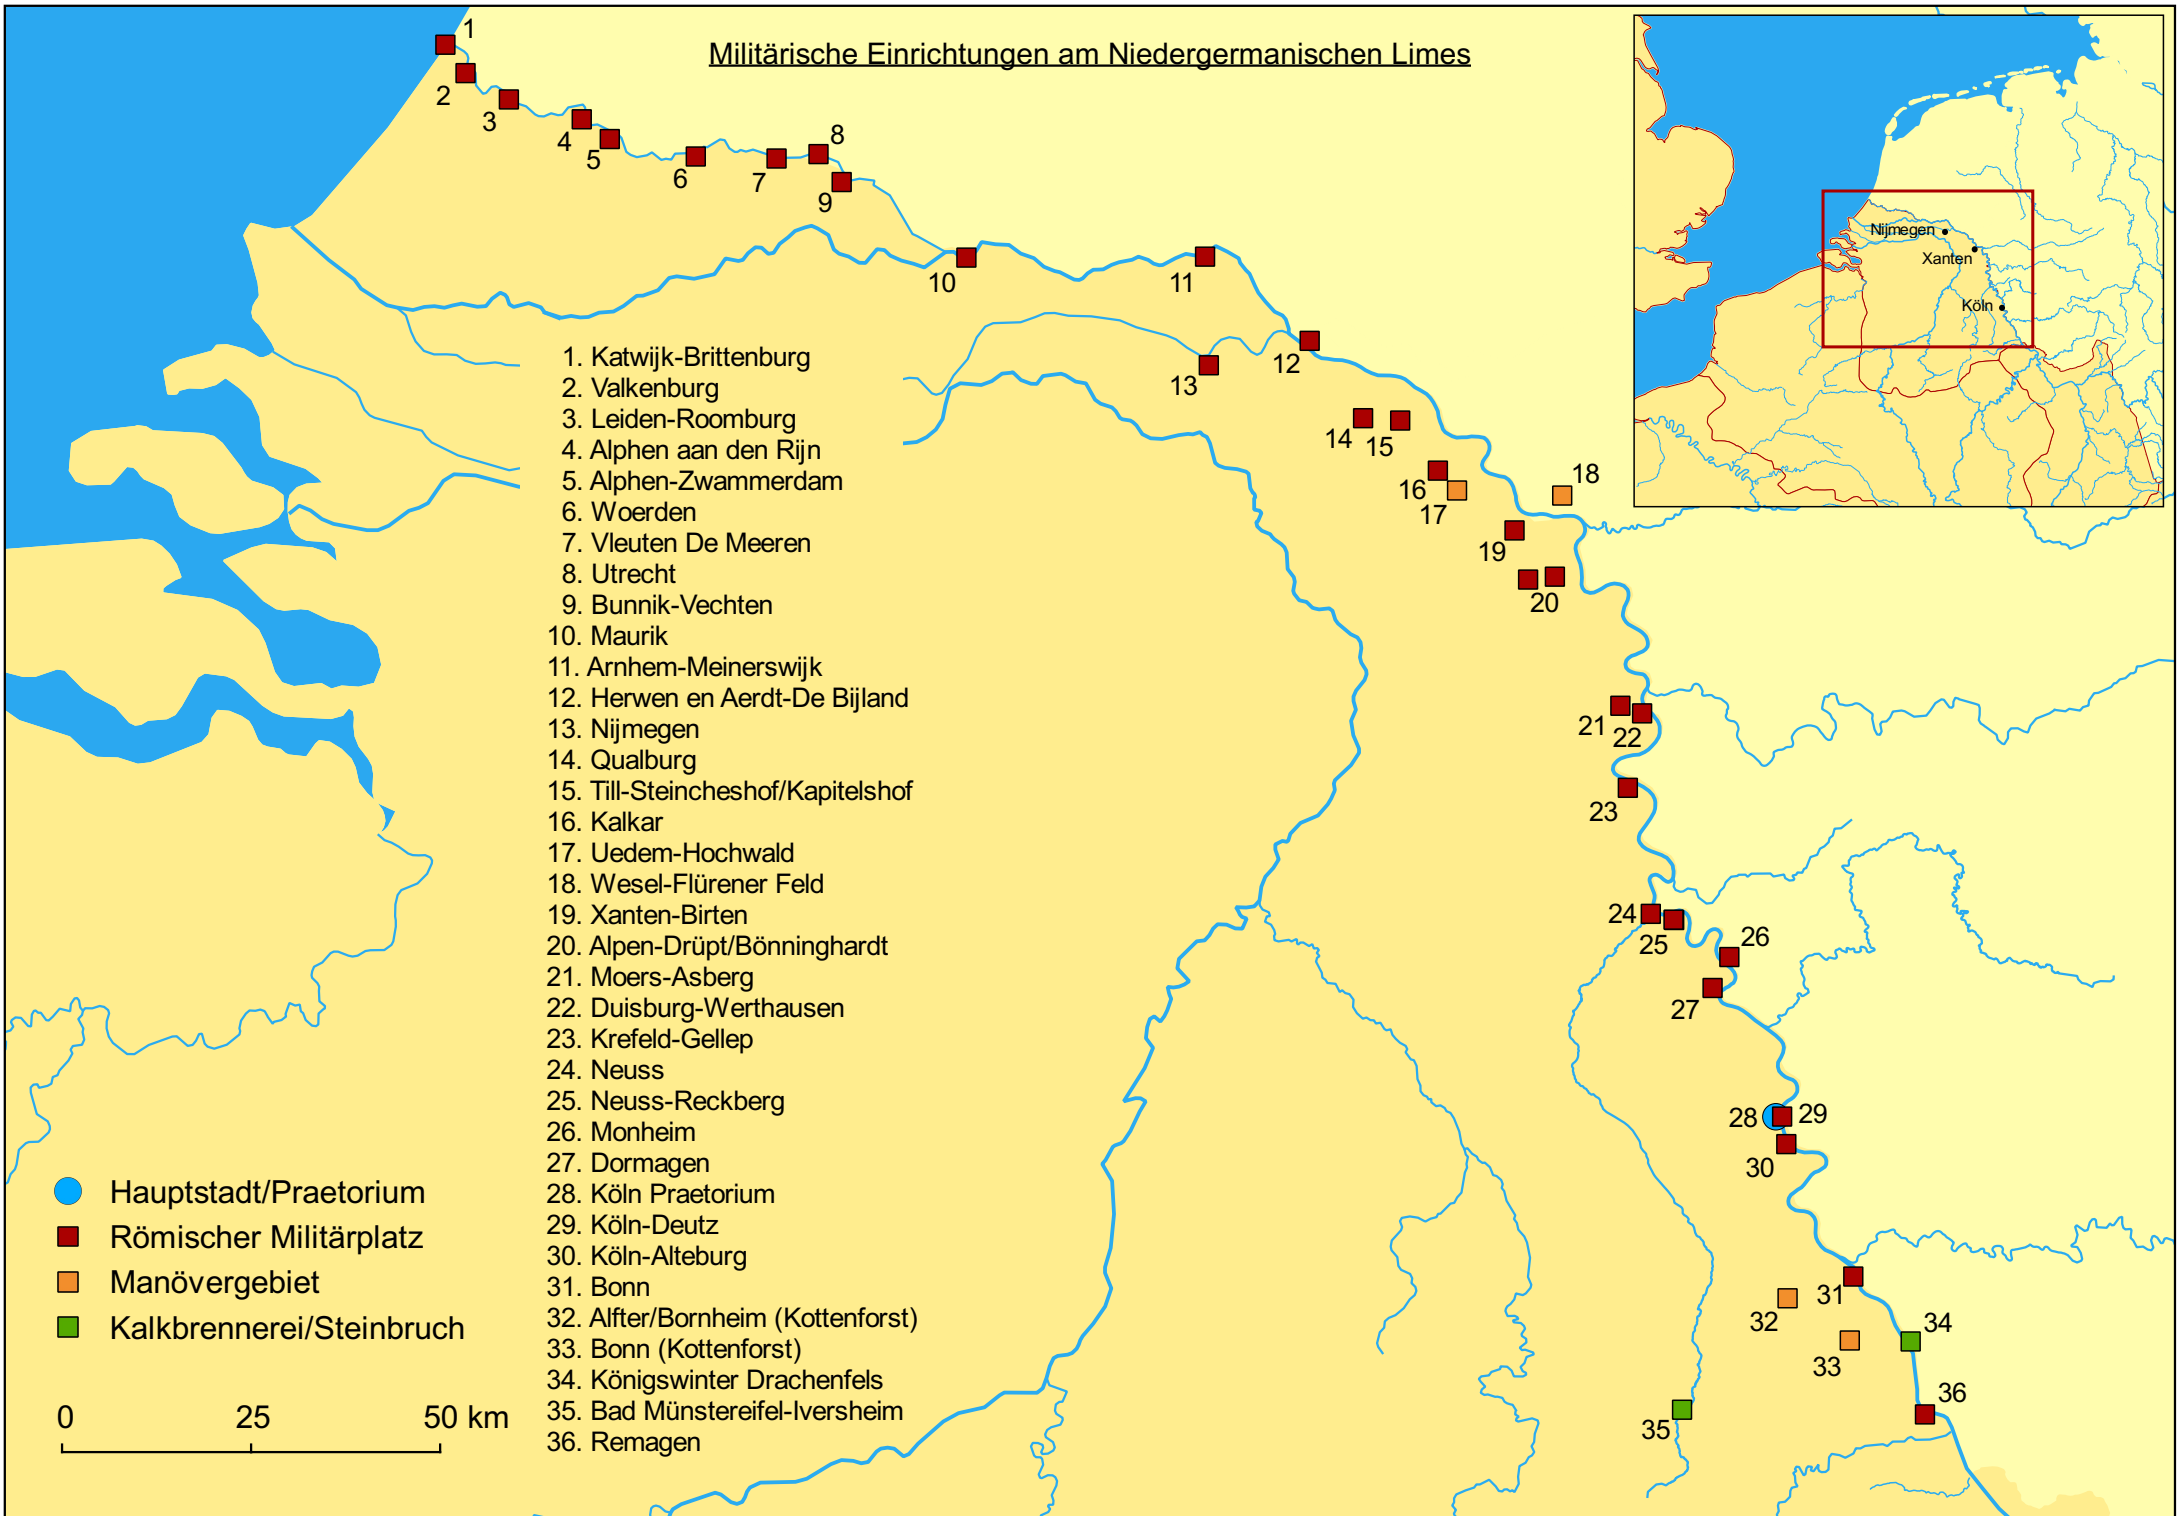 Militärische Einrichtungen am Niedergermanischen Limes
1
2
3
4
5
6
7
8
9
10
11
12
13
14
15
16
17
18
19
20
21
22
23
24
25
26
27
28
29
30
31
32
33
34
35
36
Nijmegen
Xanten
Köln
1. Katwijk-Brittenburg
2. Valkenburg
3. Leiden-Roomburg
4. Alphen aan den Rijn
5. Alphen-Zwammerdam
6. Woerden
7. Vleuten De Meeren
8. Utrecht
9. Bunnik-Vechten
10. Maurik
11. Arnhem-Meinerswijk
12. Herwen en Aerdt-De Bijland
13. Nijmegen
14. Qualburg
15. Till-Steincheshof/Kapitelshof
16. Kalkar
17. Uedem-Hochwald
18. Wesel-Flürener Feld
19. Xanten-Birten
20. Alpen-Drüpt/Bönninghardt
21. Moers-Asberg
22. Duisburg-Werthausen
23. Krefeld-Gellep
24. Neuss
25. Neuss-Reckberg
26. Monheim
27. Dormagen
28. Köln Praetorium
29. Köln-Deutz
30. Köln-Alteburg
31. Bonn
32. Alfter/Bornheim (Kottenforst)
33. Bonn (Kottenforst)
34. Königswinter Drachenfels
35. Bad Münstereifel-Iversheim
36. Remagen
Hauptstadt/Praetorium
Römischer Militärplatz
Manövergebiet
Kalkbrennerei/Steinbruch
0 25 50 km